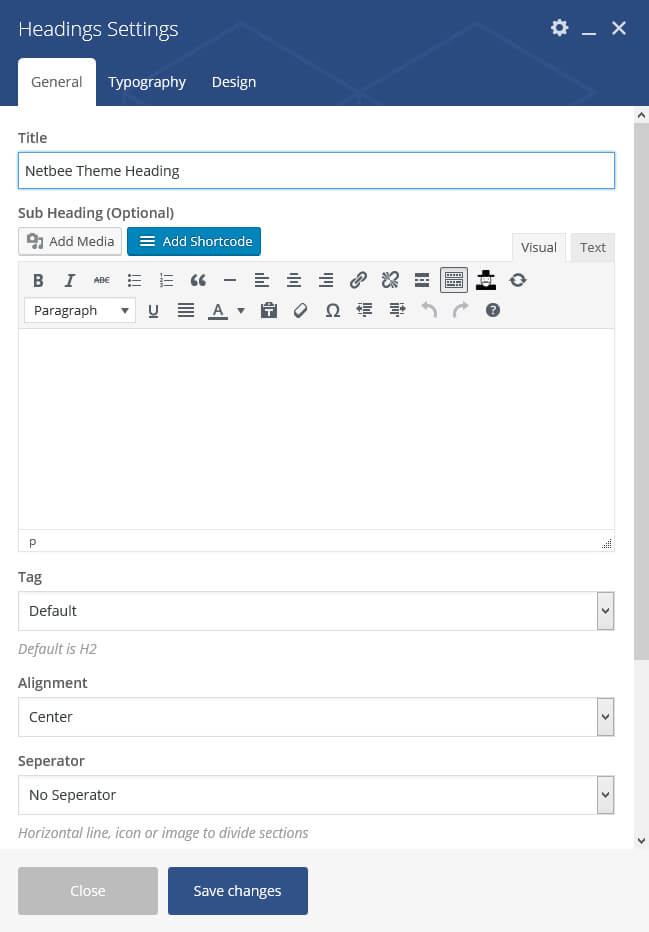 Headings Settings
General Typography Design
Title
Netbee Theme Heading
Sub Heading (Optional)
Add Media Add Shortcode Visual Text
B I ABC
Paragraph U A T Ω ?
p
Tag
Default
Default is H2
Alignment
Center
Seperator
No Seperator
Horizontal line, icon or image to divide sections
Close Save changes